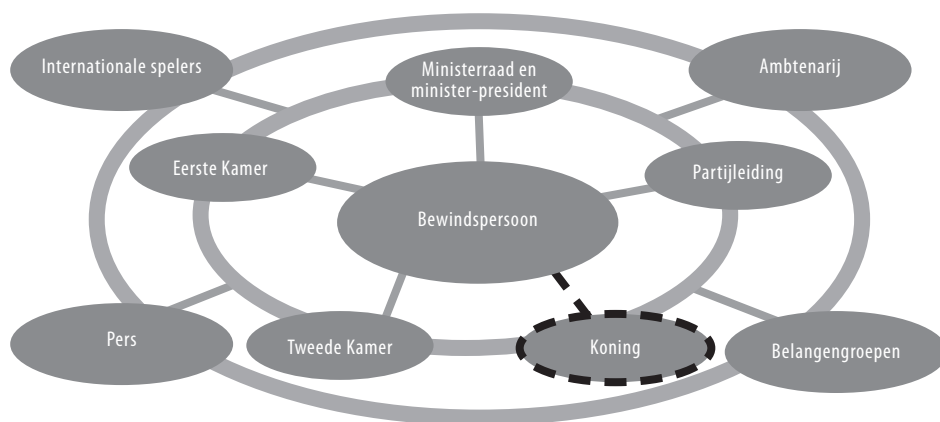 Internationale spelers
Ministerraad en
minister-president
Ambtenarij
Eerste Kamer
Partijleiding
Bewindspersoon
Pers
Tweede Kamer
Koning
Belangengroepen